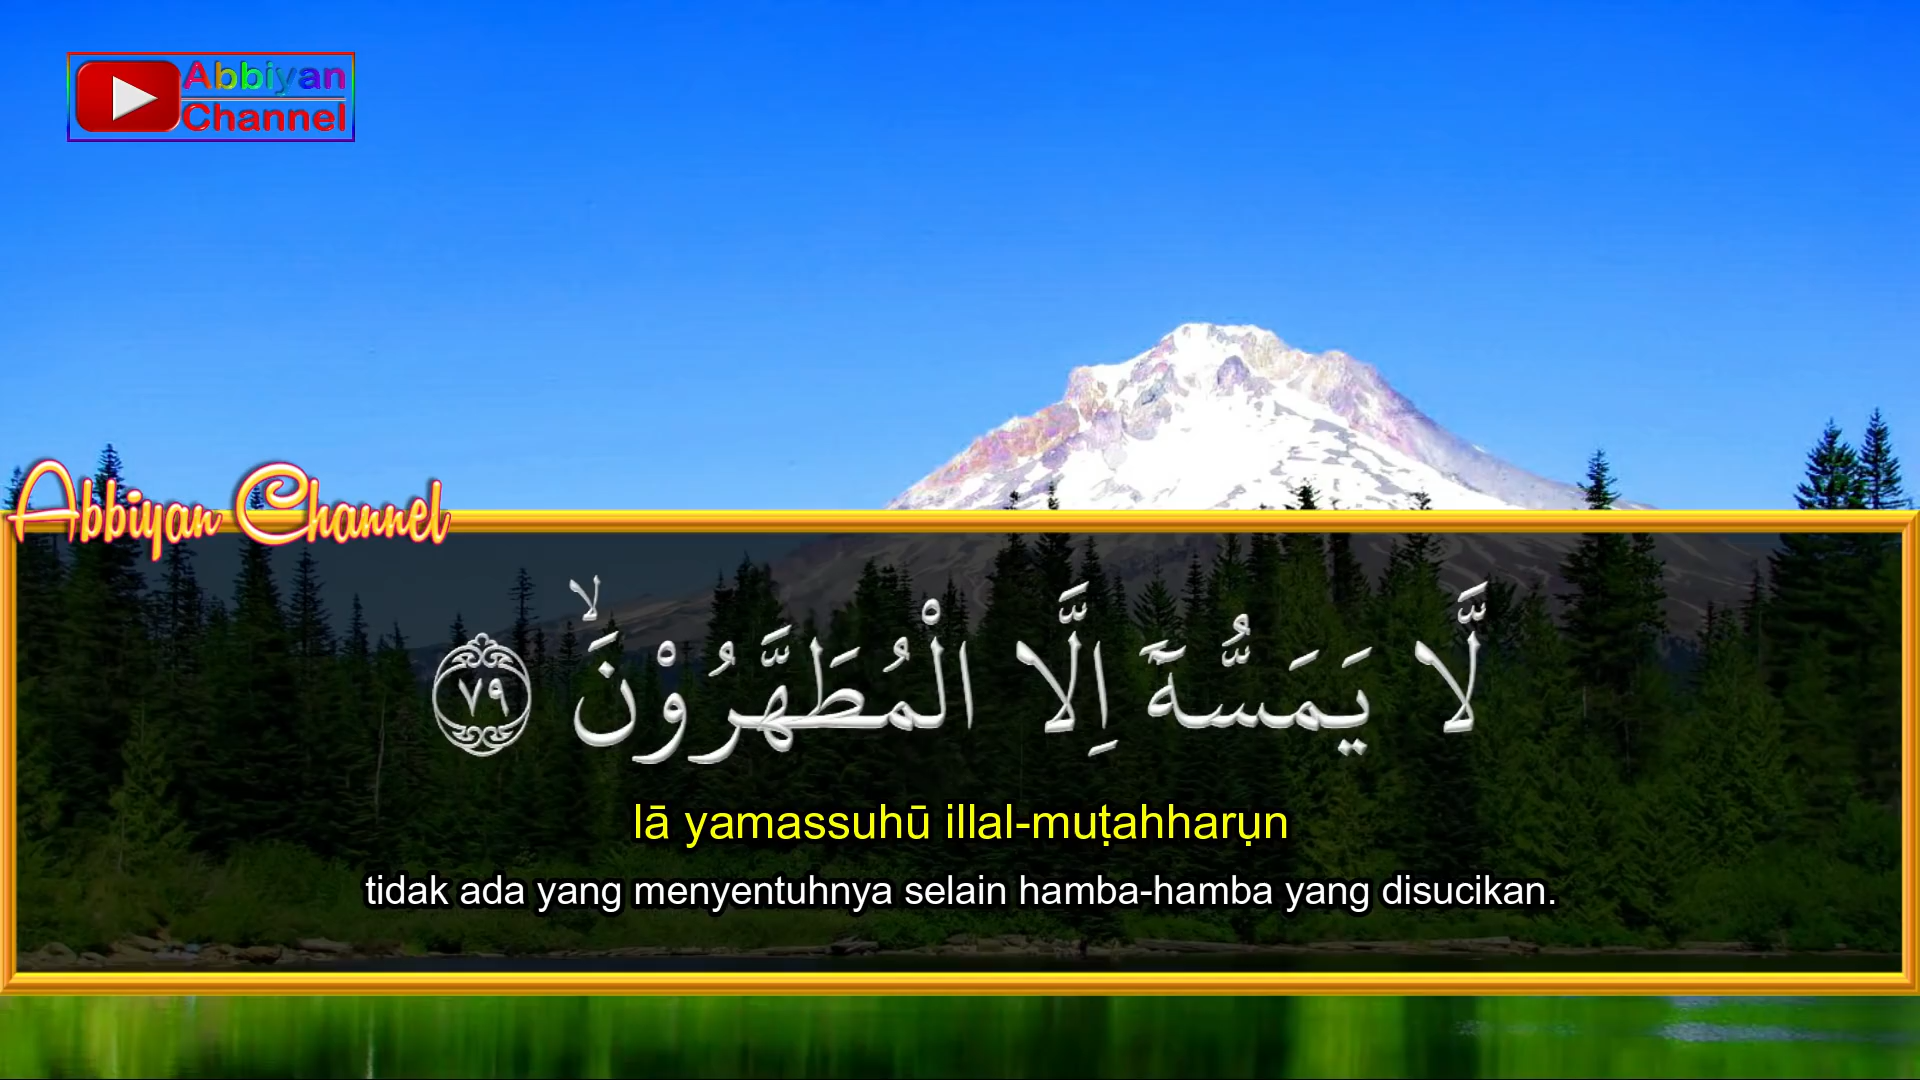 Abbiyan
Channel
Abbiyan Channel
لَّا يَمَسُّهٗٓ اِلَّا الْمُطَهَّرُوْنَۙ ٧٩
lā yamassuhū illal-muṭahharụn
tidak ada yang menyentuhnya selain hamba-hamba yang disucikan.